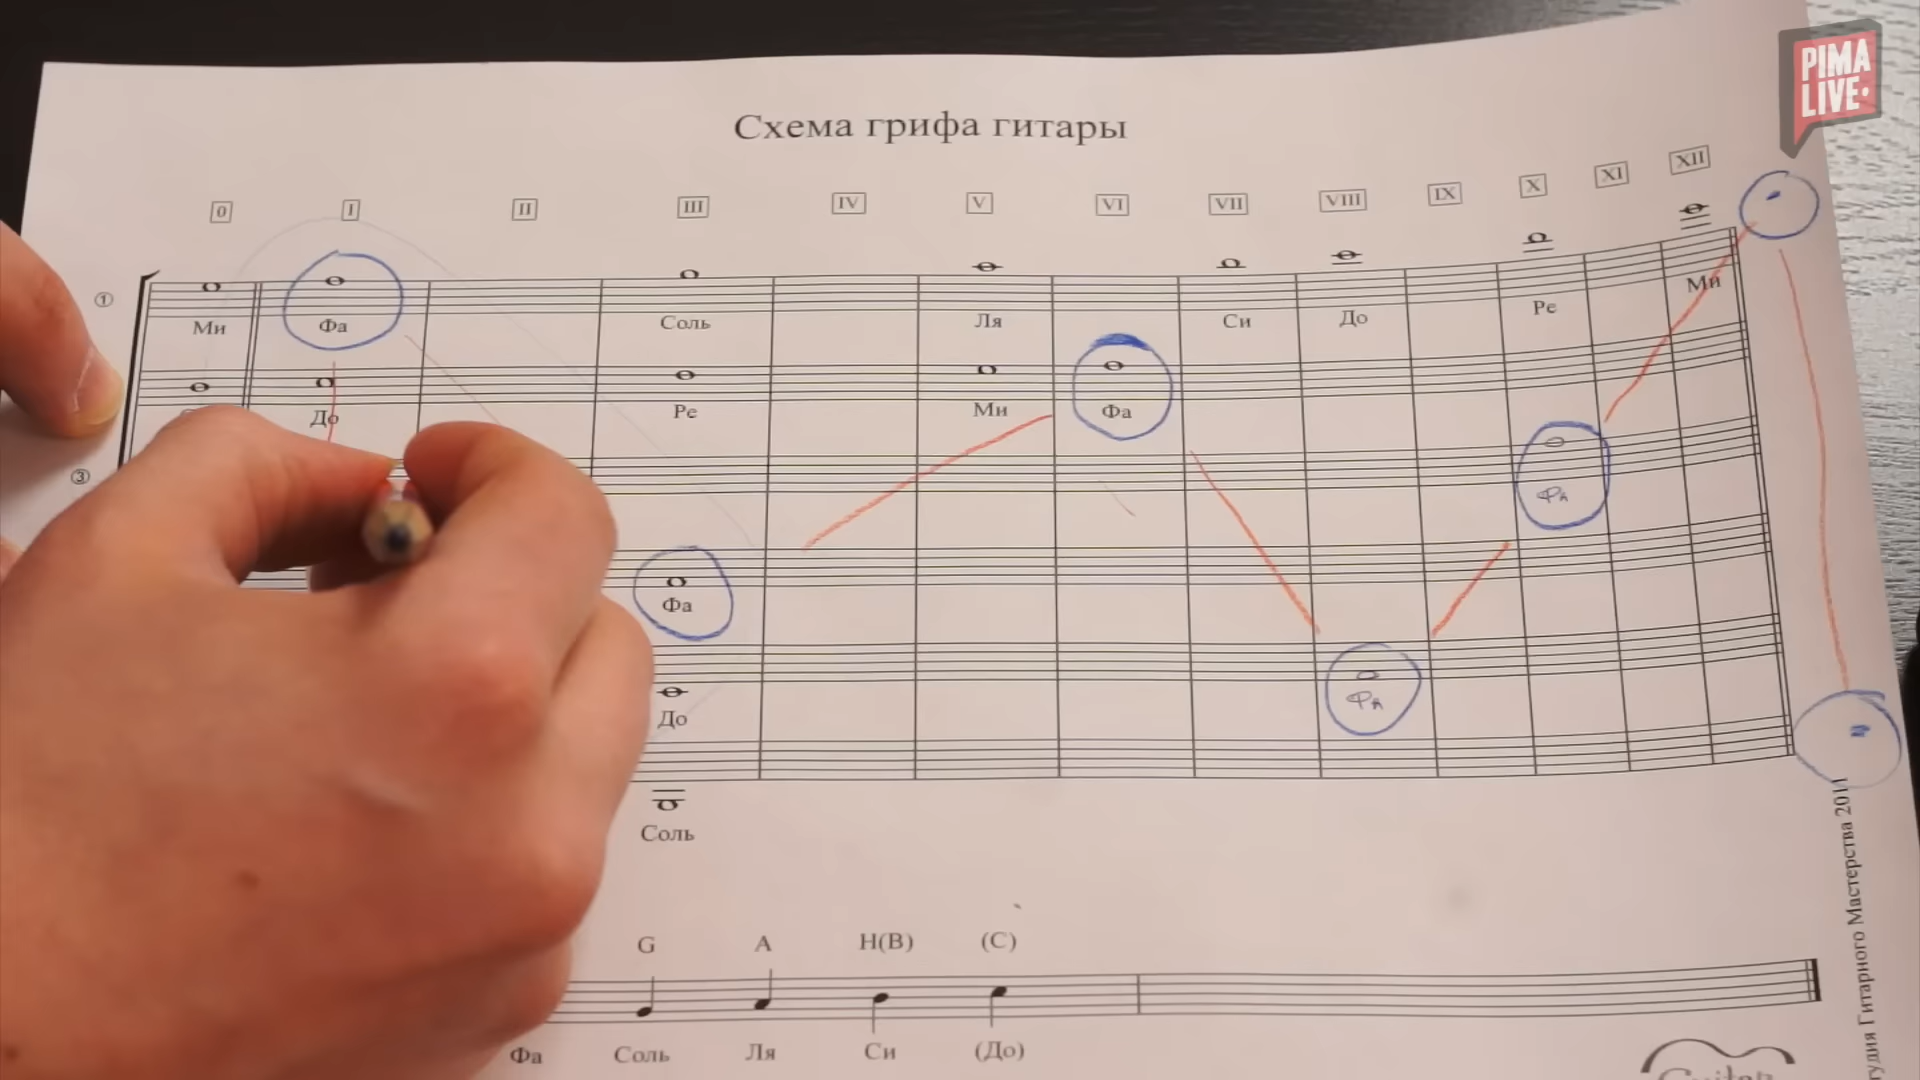 PIMA
LIVE
Схема грифа гитары
0 I II III IV V VI VII VIII IX X XI XII
①
Ми Фа Соль Ля Си До Ре Ми
До Ре Ми Фа
③
Фа
Фа
Фа
До
Соль
G A H(B) (C)
Фа Соль Ля Си (До)
Гитарного Мастерства
Guitar